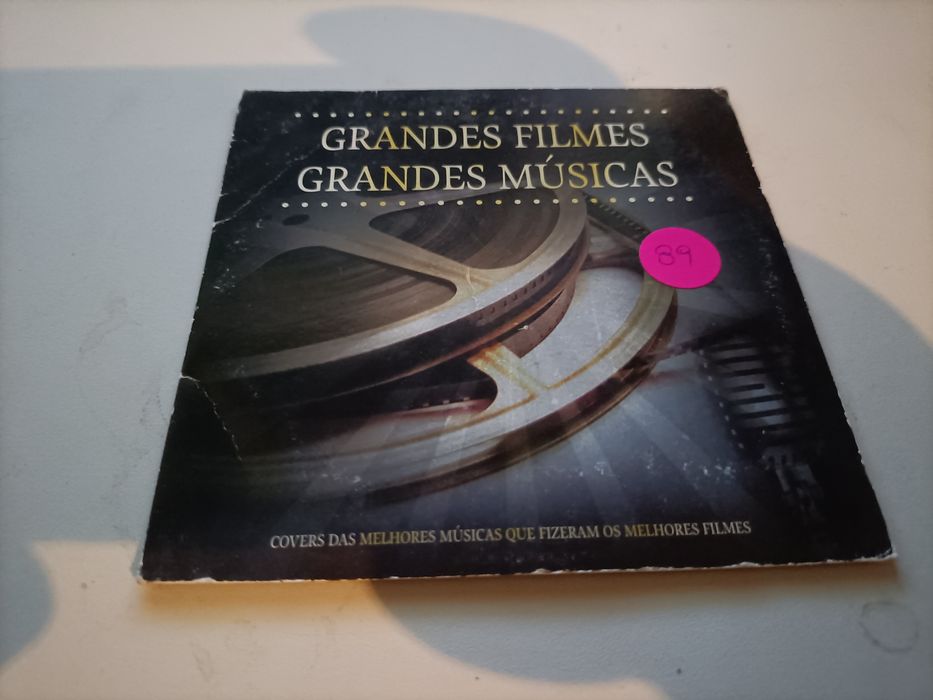 GRANDES FILMES
GRANDES MÚSICAS
89
COVERS DAS MELHORES MÚSICAS QUE FIZERAM OS MELHORES FILMES